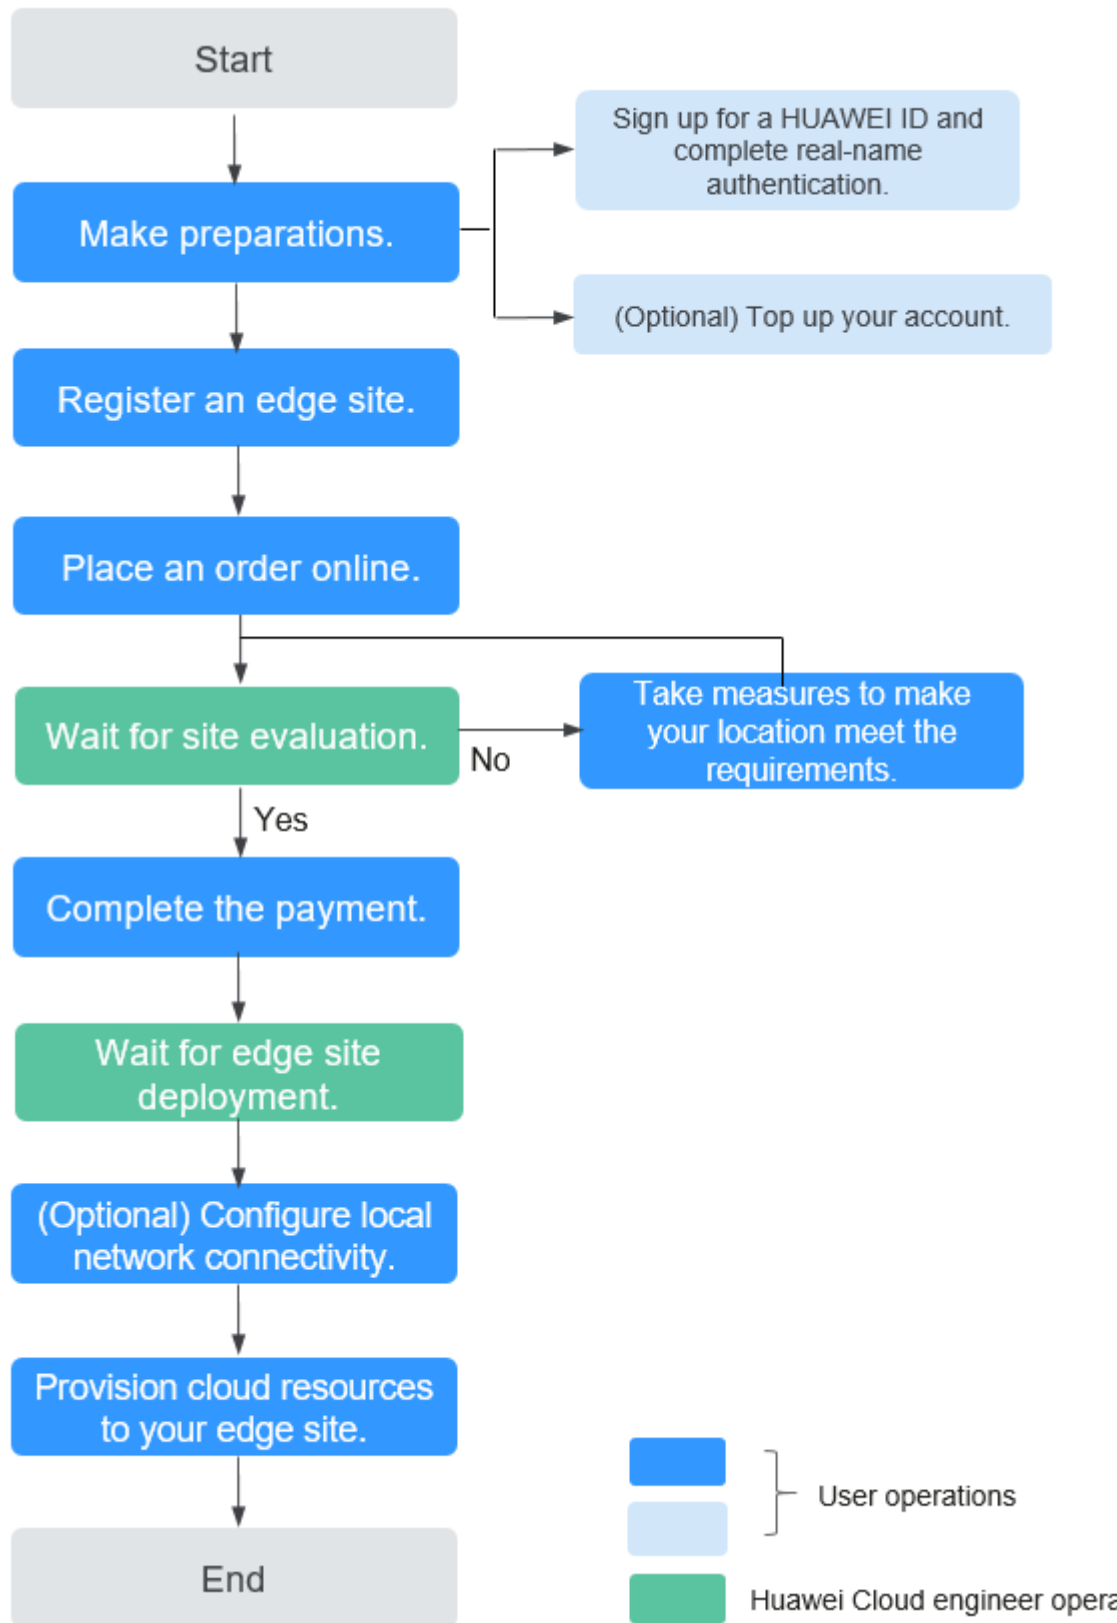 Start
Sign up for a HUAWEI ID and
complete real-name
authentication.
Make preparations.
(Optional) Top up your account.
Register an edge site.
Place an order online.
Wait for site evaluation.
No
Take measures to make
your location meet the
requirements.
Yes
Complete the payment.
Wait for edge site
deployment.
(Optional) Configure local
network connectivity.
Provision cloud resources
to your edge site.
User operations
End
Huawei Cloud engineer opera